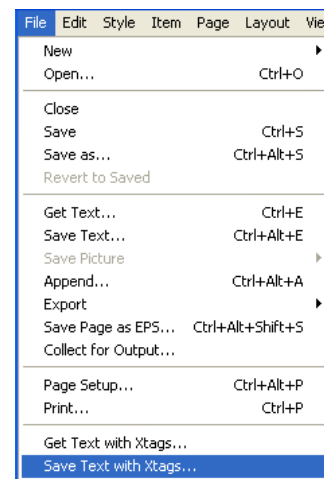 File Edit Style Item Page Layout Vie
New
Open... Ctrl+O
Close
Save Ctrl+S
Save as... Ctrl+Alt+S
Revert to Saved
Get Text... Ctrl+E
Save Text... Ctrl+Alt+E
Save Picture
Append... Ctrl+Alt+A
Export
Save Page as EPS... Ctrl+Alt+Shift+S
Collect for Output...
Page Setup... Ctrl+Alt+P
Print... Ctrl+P
Get Text with Xtags...
Save Text with Xtags...